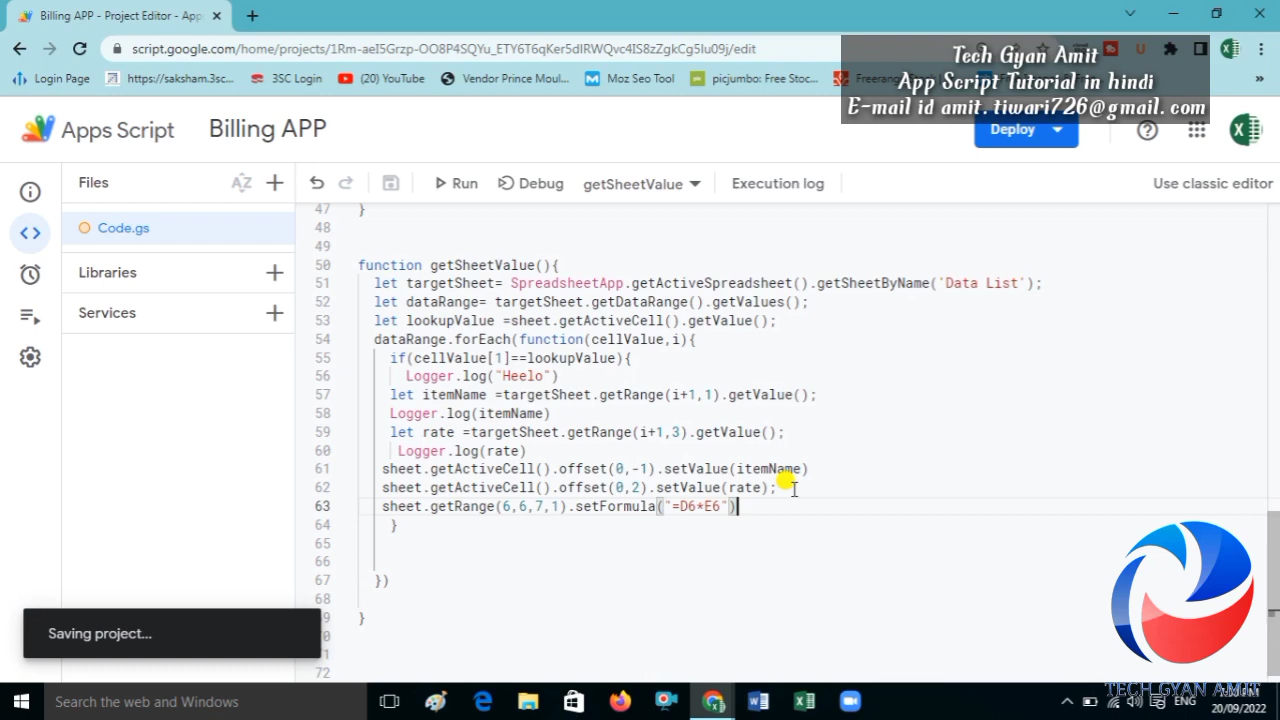 Billing APP - Project Editor - App
script.google.com/home/projects/1Rm-aeI5Grzp-OO8P4SQYu_ETY6T6qKer5dIRWQvc4IS8zZgkCg5Iu09j/edit
Tech Gyan Amit
App Script Tutorial in hindi
E-mail id amit.tiwari726@gmail.com
Login Page
https://saksham.3sc...
3SC Login
(20) YouTube
Vendor Prince Moul...
Moz Seo Tool
picjumbo: Free Stoc...
»
Apps Script
Billing APP
Deploy
Files
Run
Debug
getSheetValue
Execution log
Use classic editor
Code.gs
Libraries
Services
47 }
48
49
50 function getSheetValue(){
51 let targetSheet= SpreadsheetApp.getActiveSpreadsheet().getSheetByName('Data List');
52 let dataRange= targetSheet.getDataRange().getValues();
53 let lookupValue =sheet.getActiveCell().getValue();
54 dataRange.forEach(function(cellValue,i){
55 if(cellValue[1]==lookupValue){
56 Logger.log("Heelo")
57 let itemName =targetSheet.getRange(i+1,1).getValue();
58 Logger.log(itemName)
59 let rate =targetSheet.getRange(i+1,3).getValue();
60 Logger.log(rate)
61 sheet.getActiveCell().offset(0,-1).setValue(itemName)
62 sheet.getActiveCell().offset(0,2).setValue(rate);
63 sheet.getRange(6,6,7,1).setFormula("=D6*E6")
64 }
65
66
67 })
68
}
72
Saving project...
TECH GYAN AMIT
Search the web and Windows
ENG
20/09/2022